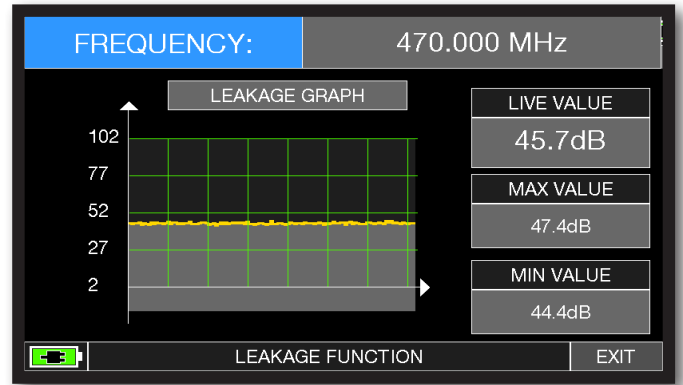 FREQUENCY: 470.000 MHz
LEAKAGE GRAPH
102
77
52
27
2
LIVE VALUE
45.7dB
MAX VALUE
47.4dB
MIN VALUE
44.4dB
LEAKAGE FUNCTION
EXIT